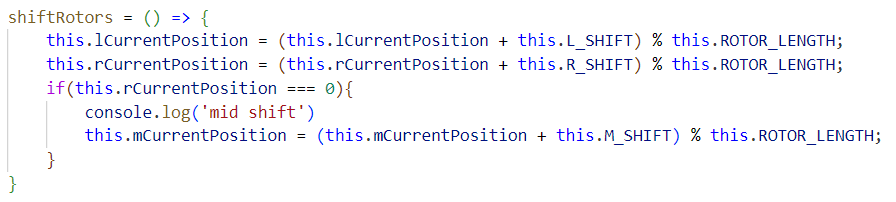 shiftRotors = () => {
    this.lCurrentPosition = (this.lCurrentPosition + this.L_SHIFT) % this.ROTOR_LENGTH;
    this.rCurrentPosition = (this.rCurrentPosition + this.R_SHIFT) % this.ROTOR_LENGTH;
    if(this.rCurrentPosition === 0){
        console.log('mid shift')
        this.mCurrentPosition = (this.mCurrentPosition + this.M_SHIFT) % this.ROTOR_LENGTH;
    }
}